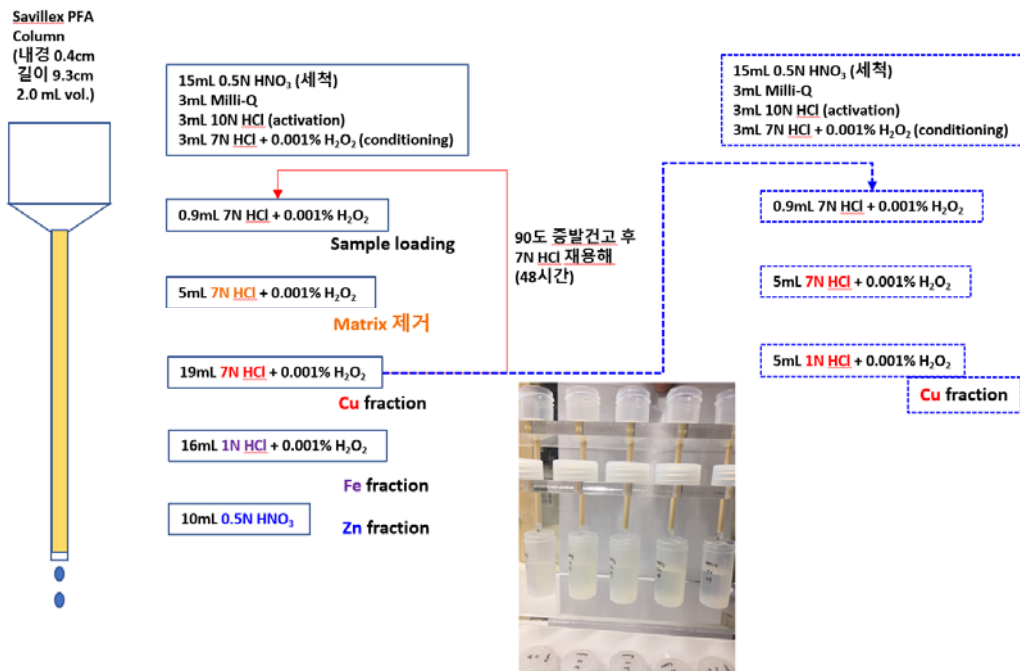 Savillex PFA
Column
(내경 0.4cm
길이 9.3cm
2.0 mL vol.)
15mL 0.5N HNO₃ (세척)
3mL Milli-Q
3mL 10N HCl (activation)
3mL 7N HCl + 0.001% H₂O₂ (conditioning)
0.9mL 7N HCl + 0.001% H₂O₂
Sample loading
5mL 7N HCl + 0.001% H₂O₂
Matrix 제거
19mL 7N HCl + 0.001% H₂O₂
Cu fraction
16mL 1N HCl + 0.001% H₂O₂
Fe fraction
10mL 0.5N HNO₃
Zn fraction
90도 증발건고 후
7N HCl 재용해
(48시간)
15mL 0.5N HNO₃ (세척)
3mL Milli-Q
3mL 10N HCl (activation)
3mL 7N HCl + 0.001% H₂O₂ (conditioning)
0.9mL 7N HCl + 0.001% H₂O₂
5mL 7N HCl + 0.001% H₂O₂
5mL 1N HCl + 0.001% H₂O₂
Cu fraction